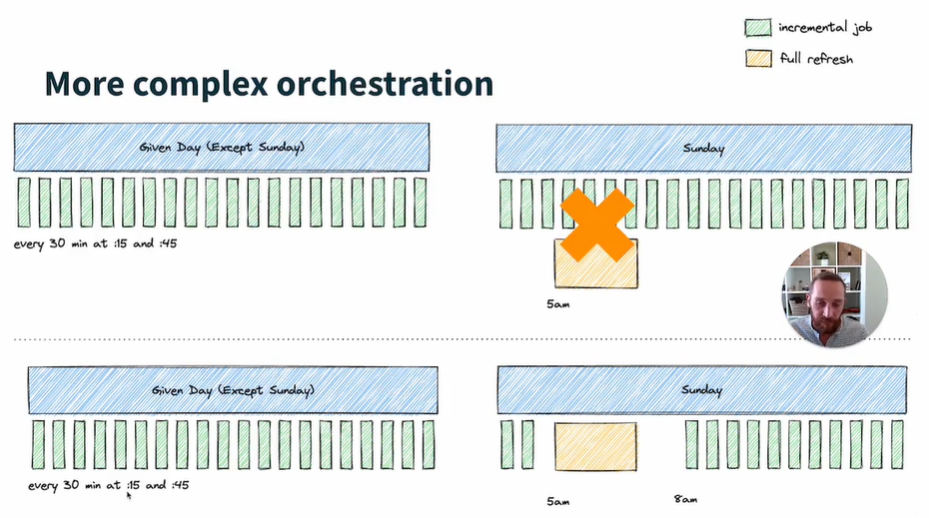 incremental job
full refresh
More complex orchestration
Given Day (Except Sunday)
Sunday
every 30 min at :15 and :45
5am
Given Day (Except Sunday)
Sunday
every 30 min at :15 and :45
5am
8am